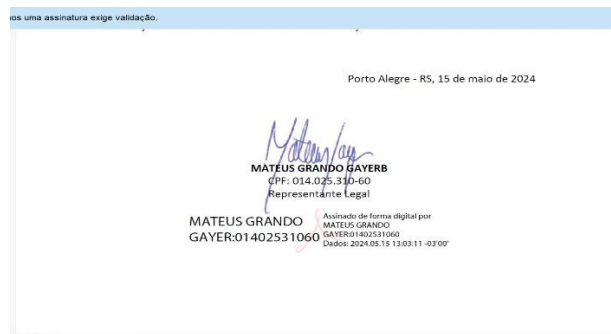 nos uma assinatura exige validação.
Porto Alegre - RS, 15 de maio de 2024
MATEUS GRANDO GAYERB
CPF: 014.025.310-60
Representante Legal
MATEUS GRANDO
GAYER:01402531060
Assinado de forma digital por
MATEUS GRANDO
GAYER:01402531060
Dados: 2024.05.15 13:03:11 -03'00'